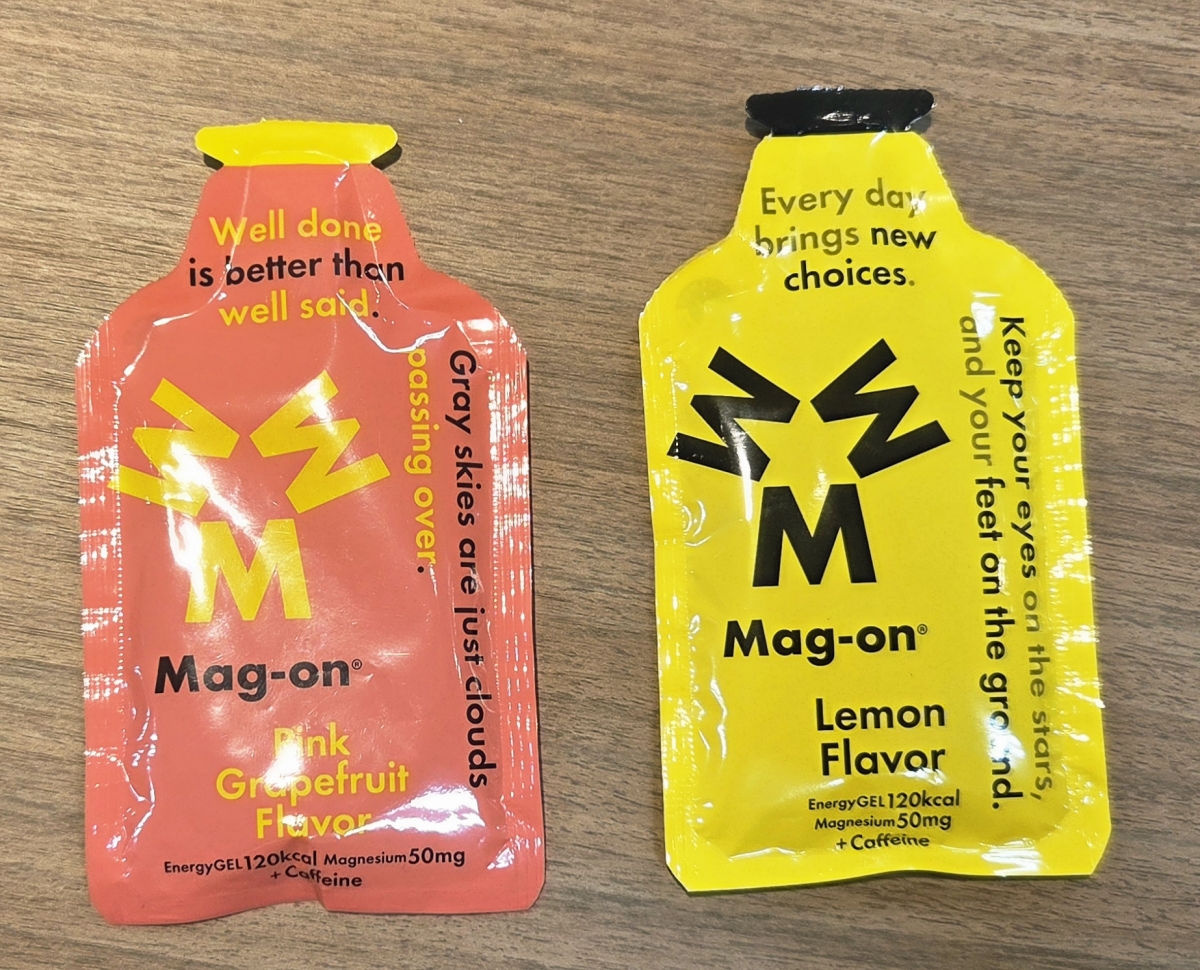 Well done
is better than
well said.
Gray skies are just clouds
passing over.
M
M
M
Mag-on®
Pink
Grapefruit
Flavor
EnergyGEL120kcal Magnesium50mg
+ Caffeine
Every day
brings new
choices.
Keep your eyes on the stars,
and your feet on the ground.
M
M
M
Mag-on®
Lemon
Flavor
EnergyGEL120kcal
Magnesium50mg
+Caffeine